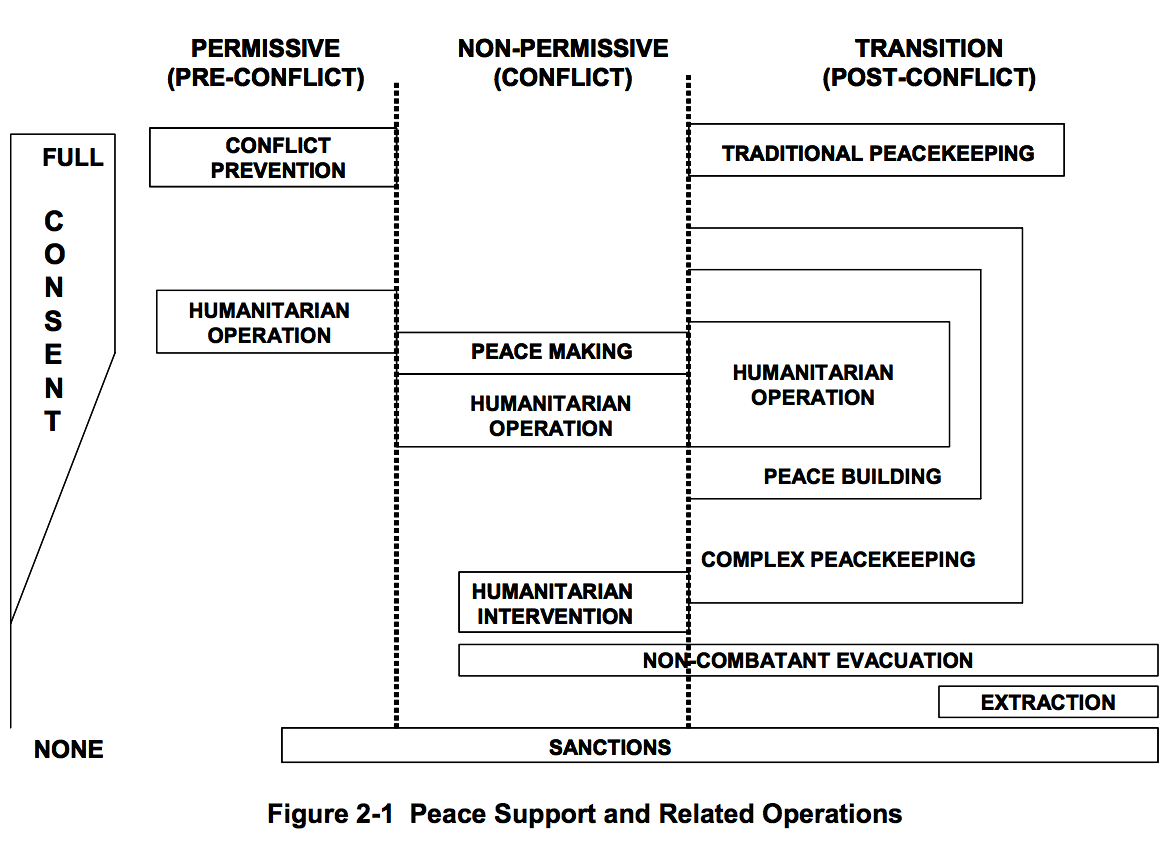 PERMISSIVE
(PRE-CONFLICT)
NON-PERMISSIVE
(CONFLICT)
TRANSITION
(POST-CONFLICT)
FULL
C
O
N
S
E
N
T
NONE
CONFLICT
PREVENTION
TRADITIONAL PEACEKEEPING
HUMANITARIAN
OPERATION
PEACE MAKING
HUMANITARIAN
OPERATION
HUMANITARIAN
OPERATION
PEACE BUILDING
COMPLEX PEACEKEEPING
HUMANITARIAN
INTERVENTION
NON-COMBATANT EVACUATION
EXTRACTION
SANCTIONS
Figure 2-1 Peace Support and Related Operations